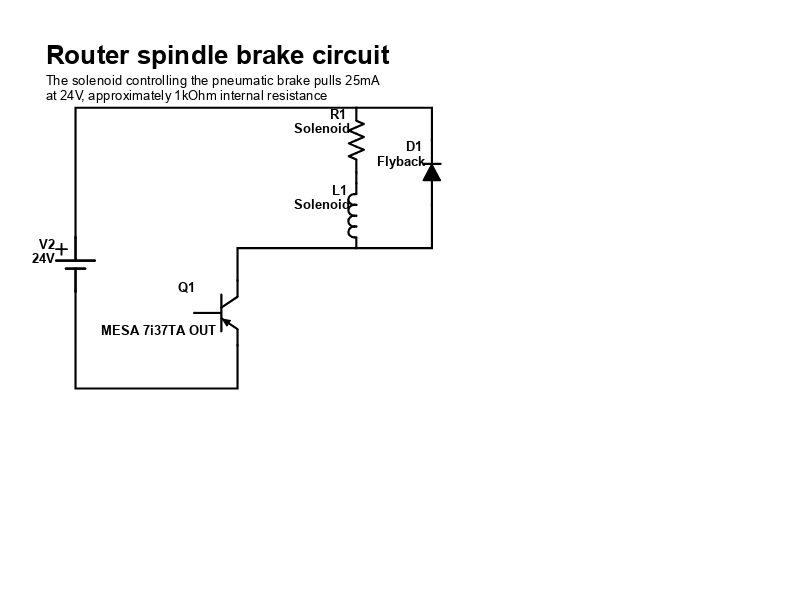 Router spindle brake circuit
The solenoid controlling the pneumatic brake pulls 25mA
at 24V, approximately 1kOhm internal resistance
R1
Solenoid
D1
Flyback
L1
Solenoid
V2
24V
Q1
MESA 7i37TA OUT